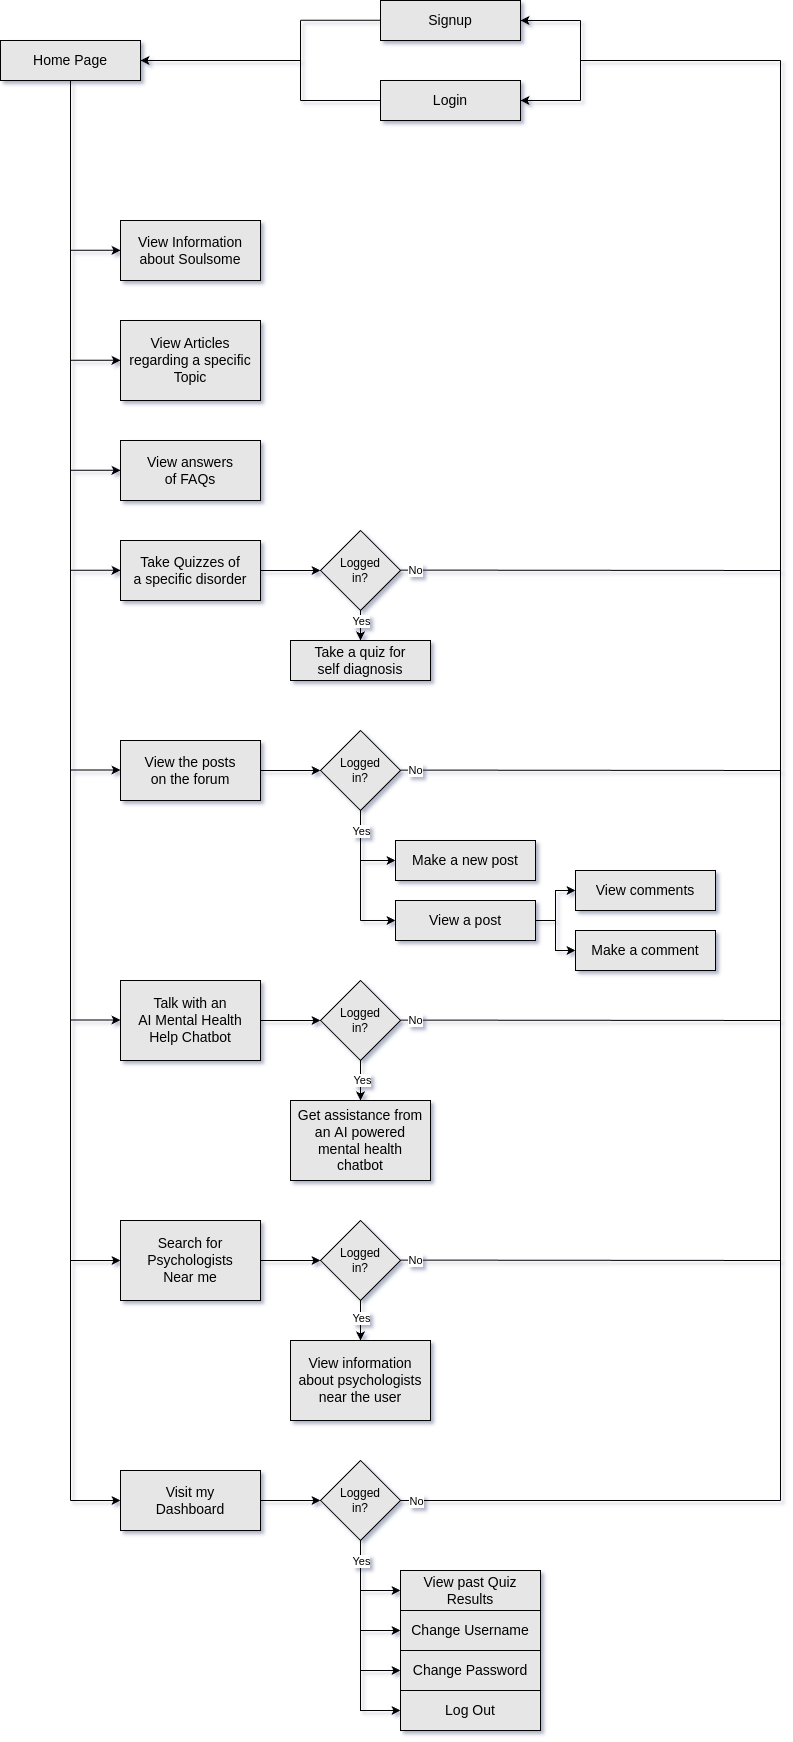 Signup
Home Page
Login
View Information
about Soulsome
View Articles
regarding a specific
Topic
View answers
of FAQs
Take Quizzes of
a specific disorder
Logged
in?
No
Yes
Take a quiz for
self diagnosis
View the posts
on the forum
Logged
in?
No
Yes
Make a new post
View a post
View comments
Make a comment
Talk with an
AI Mental Health
Help Chatbot
Logged
in?
No
Yes
Get assistance from
an AI powered
mental health
chatbot
Search for
Psychologists
Near me
Logged
in?
No
Yes
View information
about psychologists
near the user
Visit my
Dashboard
Logged
in?
No
Yes
View past Quiz
Results
Change Username
Change Password
Log Out